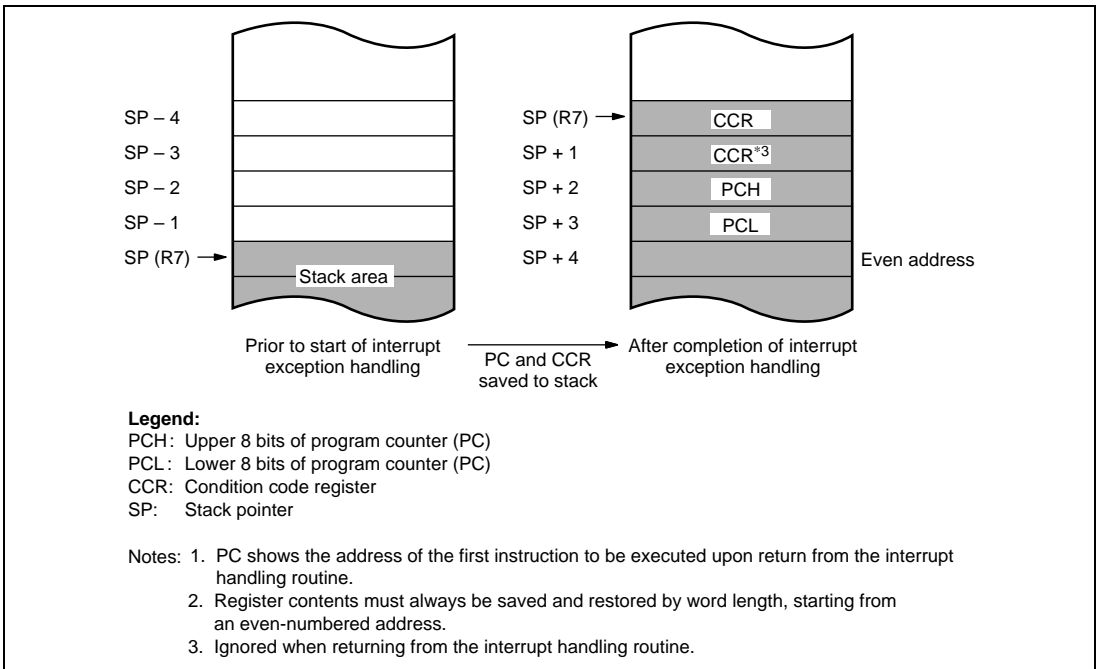 SP – 4
SP – 3
SP – 2
SP – 1
SP (R7)
Stack area
SP (R7)
SP + 1
SP + 2
SP + 3
SP + 4
CCR
CCR*3
PCH
PCL
Even address
Prior to start of interrupt
exception handling
PC and CCR
saved to stack
After completion of interrupt
exception handling
Legend:
PCH: Upper 8 bits of program counter (PC)
PCL: Lower 8 bits of program counter (PC)
CCR: Condition code register
SP: Stack pointer
Notes: 1. PC shows the address of the first instruction to be executed upon return from the interrupt
handling routine.
2. Register contents must always be saved and restored by word length, starting from
an even-numbered address.
3. Ignored when returning from the interrupt handling routine.